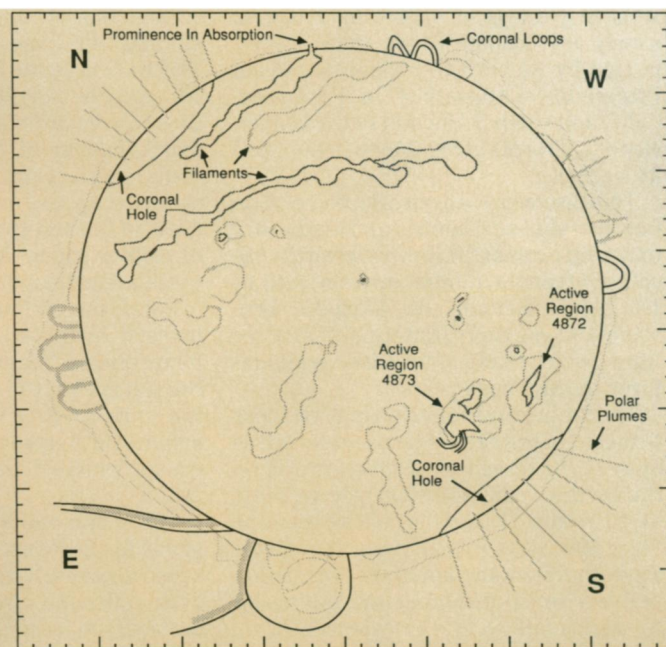 Prominence In Absorption
Coronal Loops
N
W
Filaments
Coronal
Hole
Active
Region
4872
Active
Region
4873
Polar
Plumes
Coronal
Hole
E
S